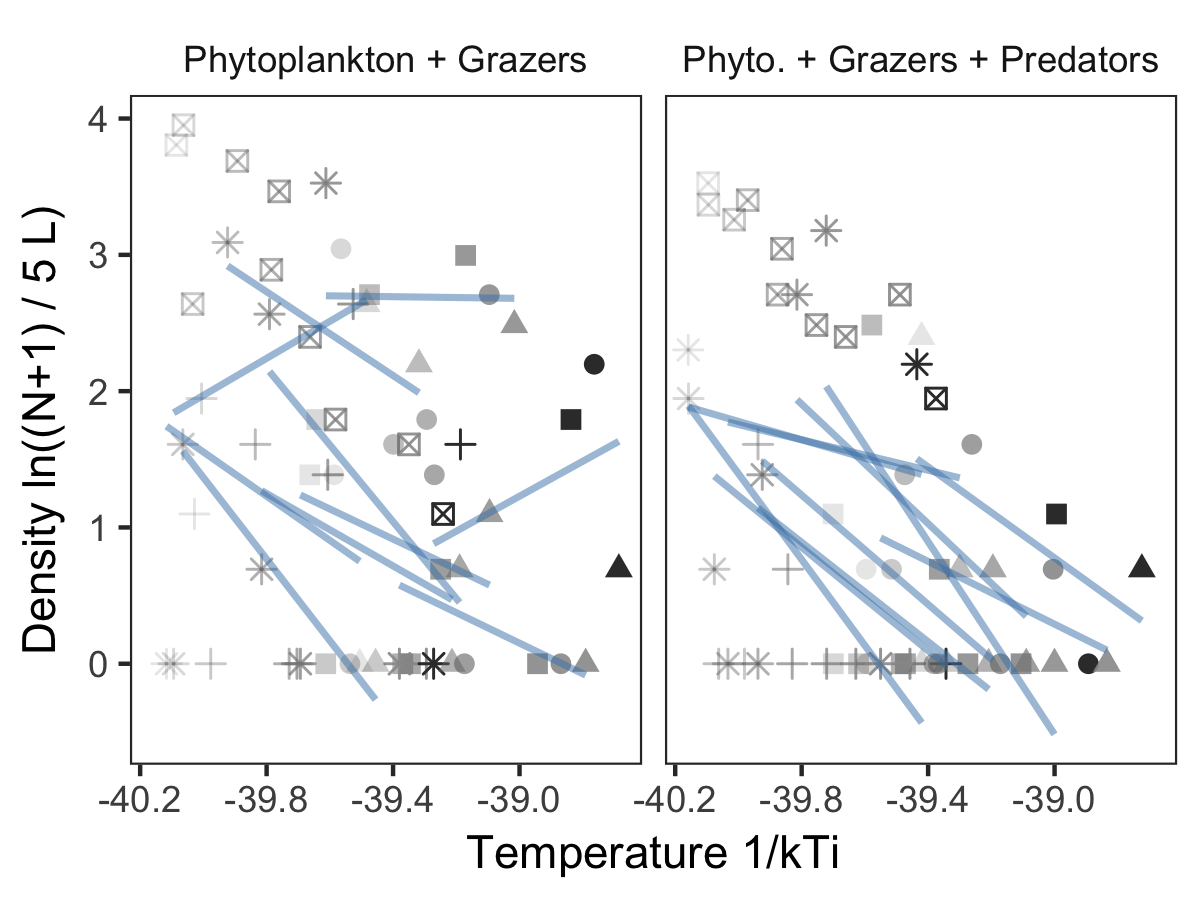 Phytoplankton + Grazers
Phyto. + Grazers + Predators
Density ln((N+1) / 5 L)
4
3
2
1
0
-40.2 -39.8 -39.4 -39.0
-40.2 -39.8 -39.4 -39.0
Temperature 1/kTi